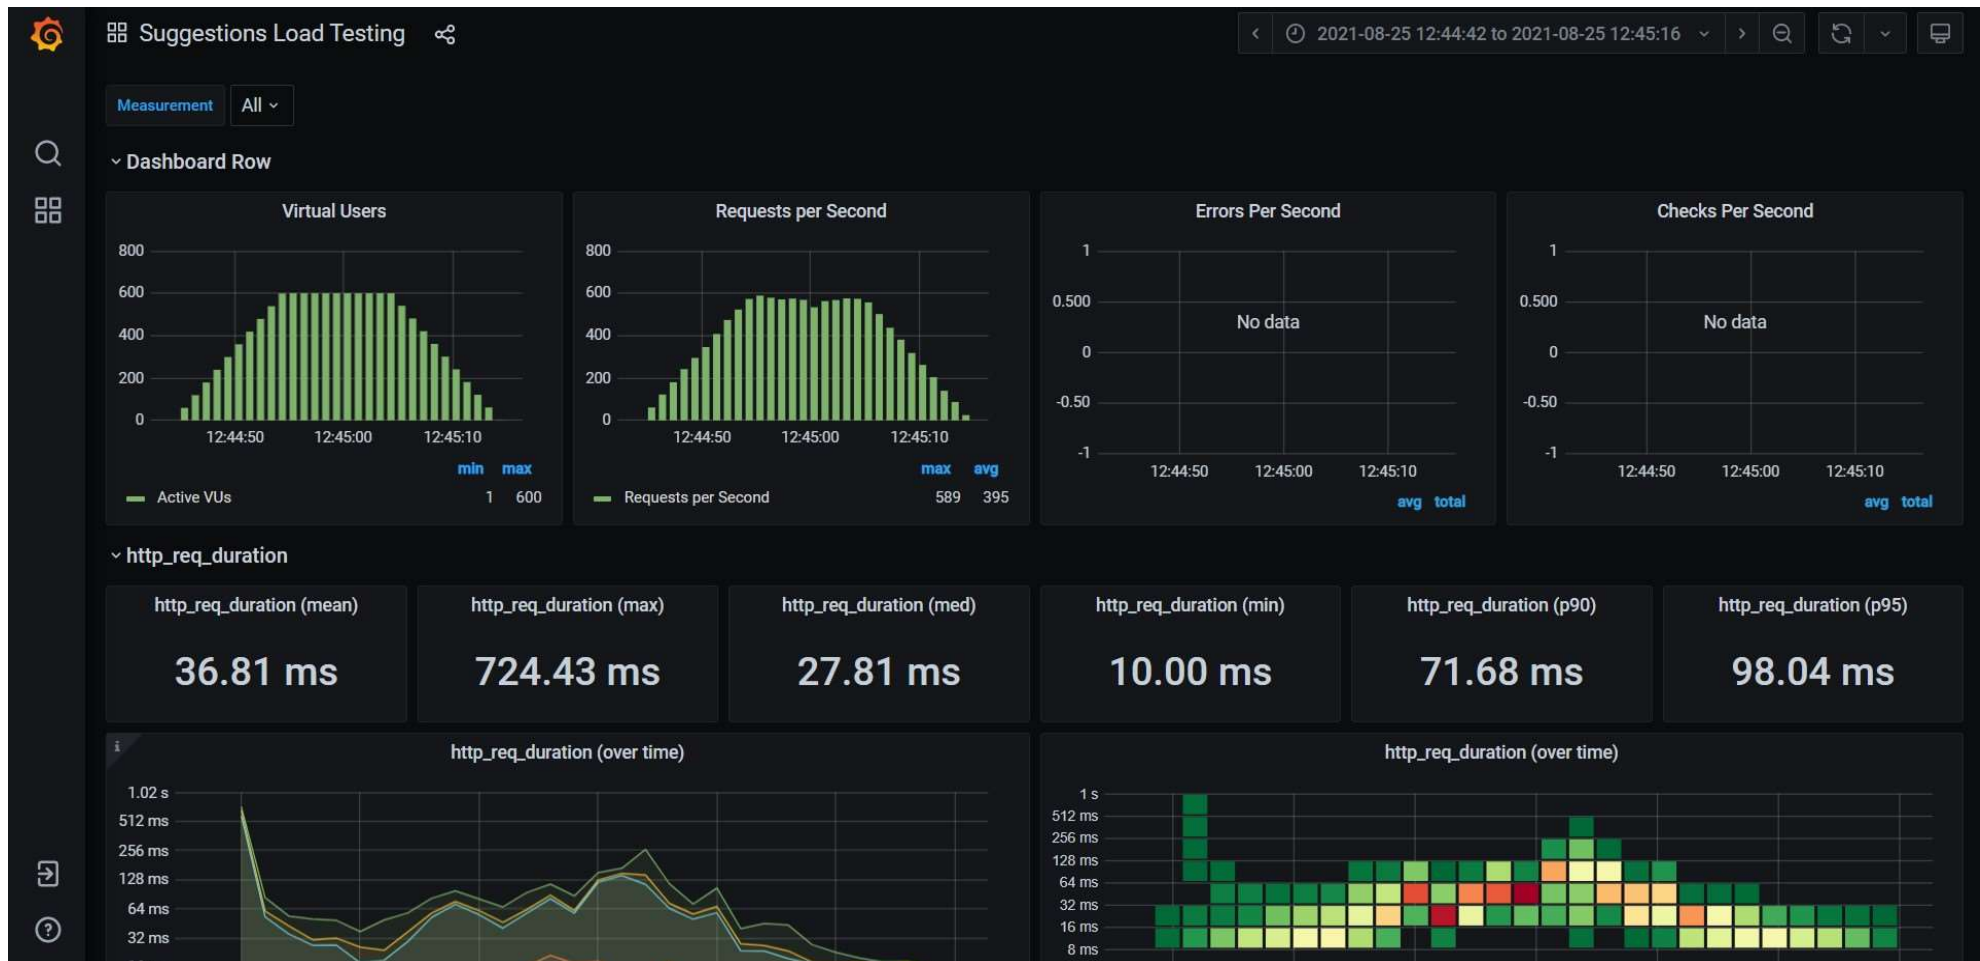 Suggestions Load Testing
2021-08-25 12:44:42 to 2021-08-25 12:45:16
Measurement All
Dashboard Row
Virtual Users
800
600
400
200
0
12:44:50 12:45:00 12:45:10
min max
Active VUs 1 600
Requests per Second
800
600
400
200
0
12:44:50 12:45:00 12:45:10
max avg
Requests per Second 589 395
Errors Per Second
1
0.500
0
-0.50
-1
No data
12:44:50 12:45:00 12:45:10
avg total
Checks Per Second
1
0.500
0
-0.50
-1
No data
12:44:50 12:45:00 12:45:10
avg total
http_req_duration
http_req_duration (mean)
36.81 ms
http_req_duration (max)
724.43 ms
http_req_duration (med)
27.81 ms
http_req_duration (min)
10.00 ms
http_req_duration (p90)
71.68 ms
http_req_duration (p95)
98.04 ms
i
http_req_duration (over time)
1.02 s
512 ms
256 ms
128 ms
64 ms
32 ms
http_req_duration (over time)
1 s
512 ms
256 ms
128 ms
64 ms
32 ms
16 ms
8 ms